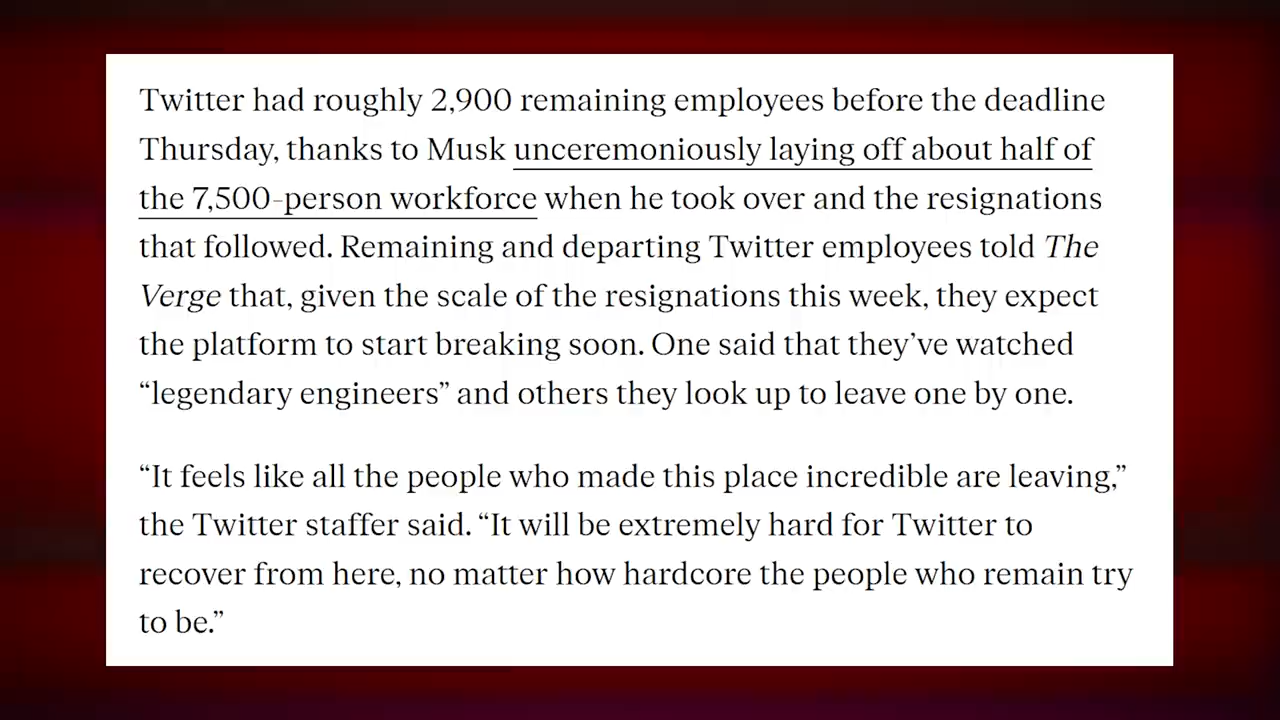 Twitter had roughly 2,900 remaining employees before the deadline
Thursday, thanks to Musk unceremoniously laying off about half of
the 7,500-person workforce when he took over and the resignations
that followed. Remaining and departing Twitter employees told The
Verge that, given the scale of the resignations this week, they expect
the platform to start breaking soon. One said that they’ve watched
“legendary engineers” and others they look up to leave one by one.
“It feels like all the people who made this place incredible are leaving,”
the Twitter staffer said. “It will be extremely hard for Twitter to
recover from here, no matter how hardcore the people who remain try
to be.”